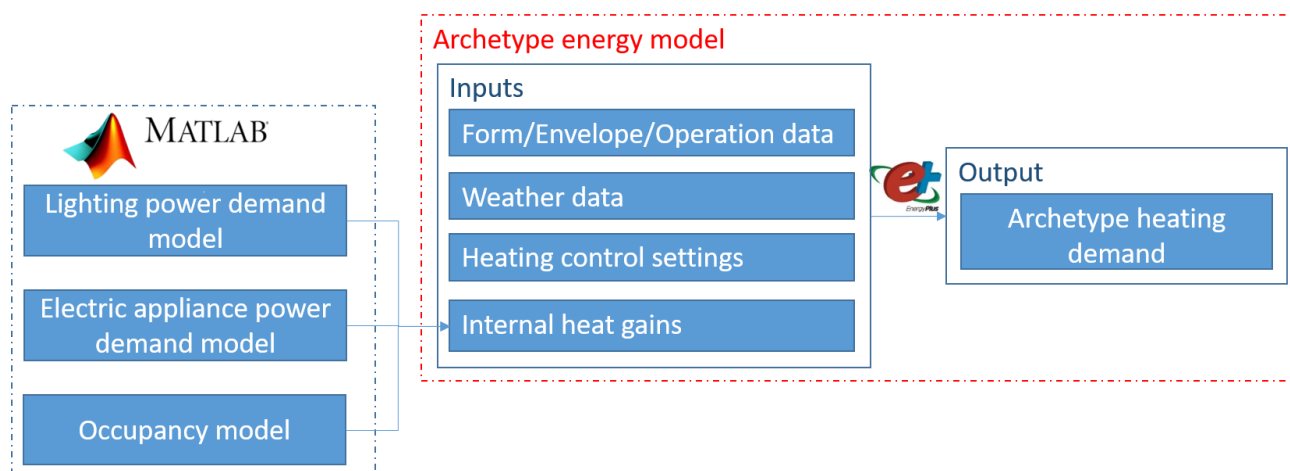 Archetype energy model
Inputs
Form/Envelope/Operation data
Weather data
Heating control settings
Internal heat gains
MATLAB®
Lighting power demand
model
Electric appliance power
demand model
Occupancy model
e+
EnergyPlus
Output
Archetype heating
demand